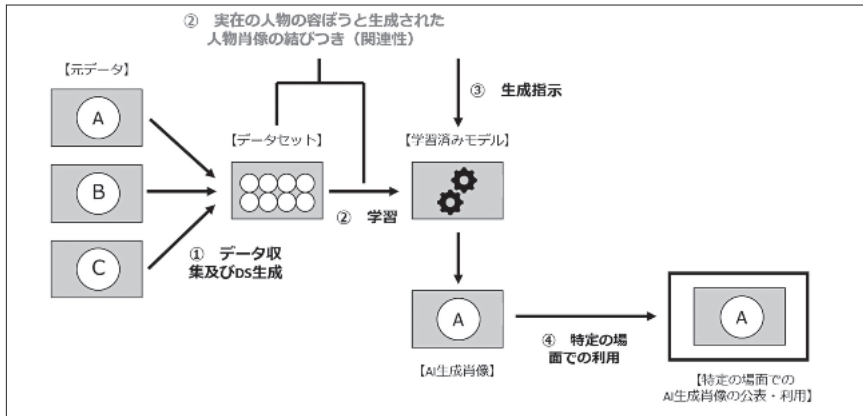 ② 実在の人物の容ぼうと生成された
人物肖像の結びつき（関連性）
【元データ】
A
B
C
① データ収
集及びDS生成
【データセット】
② 学習
③ 生成指示
【学習済みモデル】
A
【AI生成肖像】
④ 特定の場
面での利用
A
【特定の場面での
AI生成肖像の公表・利用】